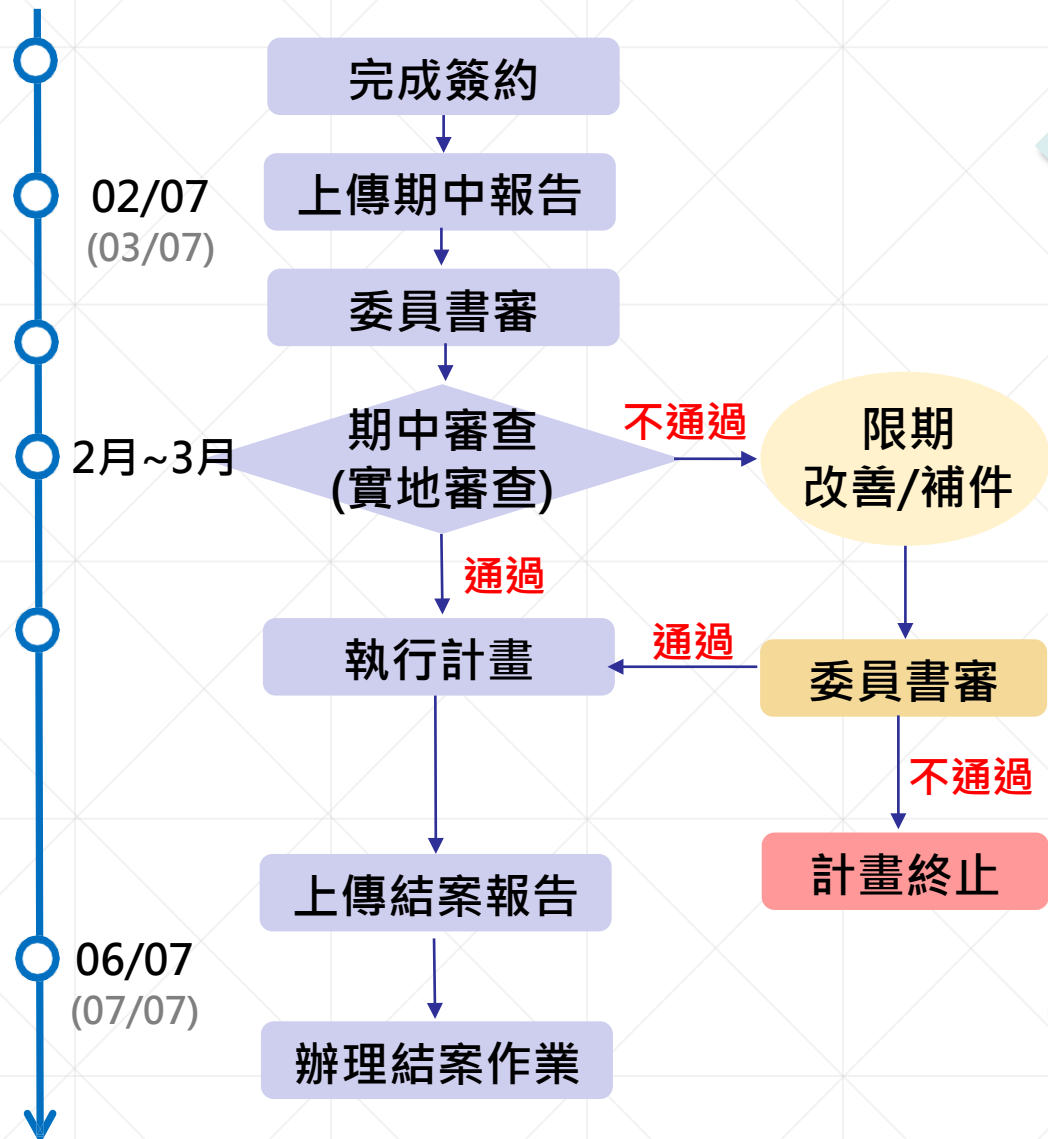 完成簽約
02/07
(03/07)
上傳期中報告
委員書審
2月~3月
期中審查
(實地審查)
不通過
限期
改善/補件
通過
執行計畫
通過
委員書審
不通過
計畫終止
上傳結案報告
06/07
(07/07)
辦理結案作業